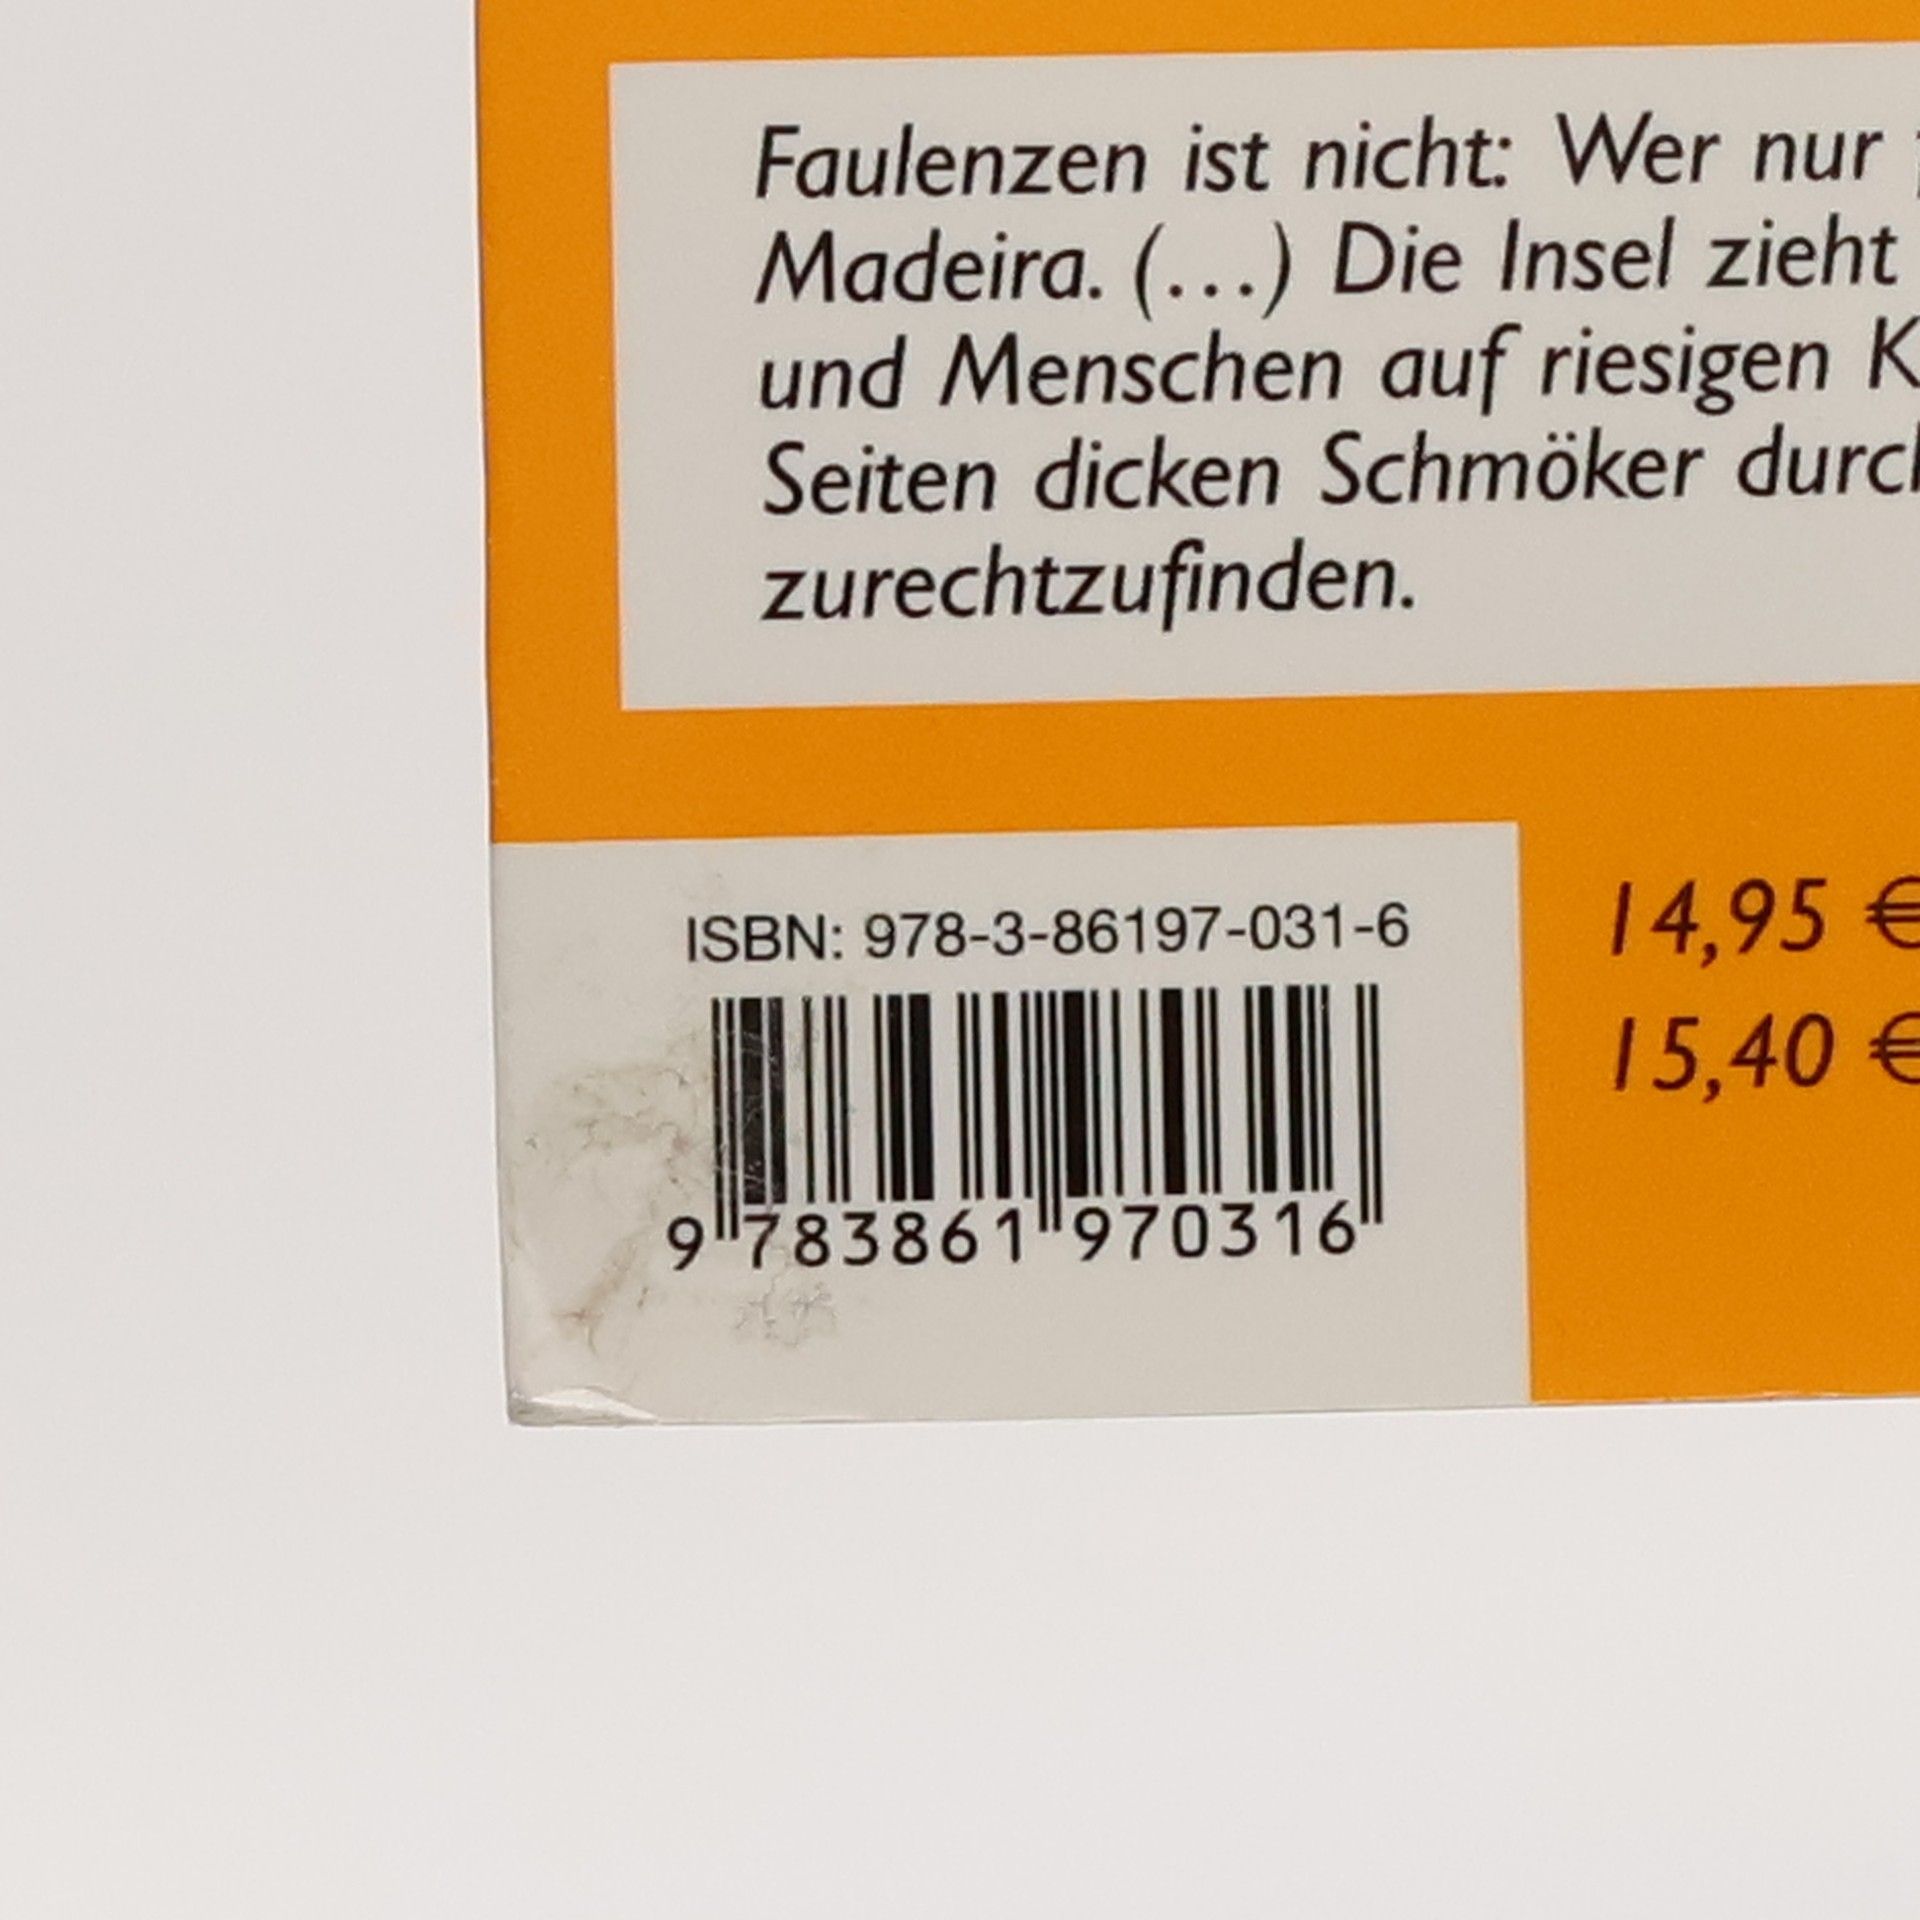 Faulenzen ist nicht: Wer nur
Madeira. (…) Die Insel zieht
und Menschen auf riesigen
Seiten dicken Schmöker
zurechtzufinden.
ISBN: 978-3-86197-031-6
9 783861 970316
14,95 €
15,40 €